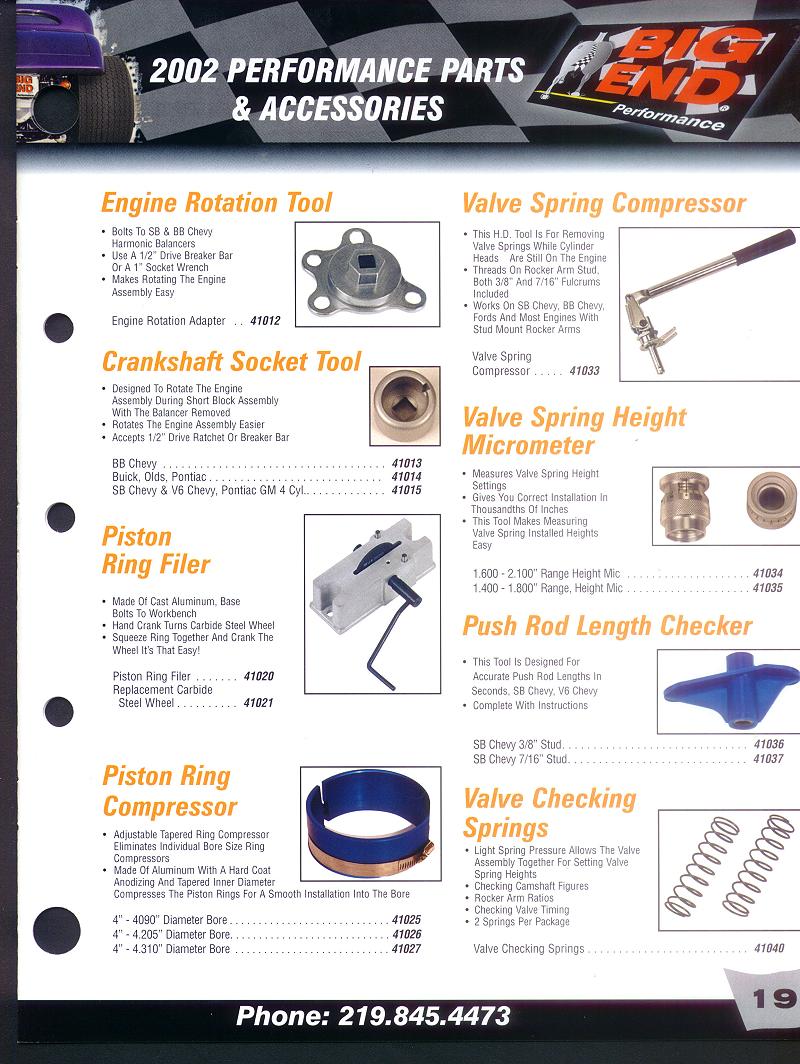 2002 PERFORMANCE PARTS
& ACCESSORIES
BIG
END
Performance
BIG
END
Engine Rotation Tool
• Bolts To SB & BB Chevy
Harmonic Balancers
• Use A 1/2" Drive Breaker Bar
Or A 1" Socket Wrench
• Makes Rotating The Engine
Assembly Easy
Engine Rotation Adapter . . 41012
Crankshaft Socket Tool
• Designed To Rotate The Engine
Assembly During Short Block Assembly
With The Balancer Removed
• Rotates The Engine Assembly Easier
• Accepts 1/2" Drive Ratchet Or Breaker Bar
BB Chevy . . . . . . . . . . 41013
Buick, Olds, Pontiac . . . . . . . . . . 41014
SB Chevy & V6 Chevy, Pontiac GM 4 Cyl. . . . . . . . . . . 41015
Piston
Ring Filer
• Made Of Cast Aluminum, Base
Bolts To Workbench
• Hand Crank Turns Carbide Steel Wheel
• Squeeze Ring Together And Crank The
Wheel It's That Easy!
Piston Ring Filer . . . . . . . 41020
Replacement Carbide
Steel Wheel . . . . . . . . . . 41021
Piston Ring
Compressor
• Adjustable Tapered Ring Compressor
Eliminates Individual Bore Size Ring
Compressors
• Made Of Aluminum With A Hard Coat
Anodizing And Tapered Inner Diameter
Compresses The Piston Rings For A Smooth Installation Into The Bore
4" - 4090" Diameter Bore . . . . . . . . . . 41025
4" - 4.205" Diameter Bore. . . . . . . . . . 41026
4" - 4.310" Diameter Bore . . . . . . . . . . 41027
Valve Spring Compressor
• This H.D. Tool Is For Removing
Valve Springs While Cylinder
Heads Are Still On The Engine
• Threads On Rocker Arm Stud,
Both 3/8" And 7/16" Fulcrums
Included
• Works On SB Chevy, BB Chevy,
Fords And Most Engines With
Stud Mount Rocker Arms
Valve Spring
Compressor . . . . . 41033
Valve Spring Height
Micrometer
• Measures Valve Spring Height
Settings
• Gives You Correct Installation In
Thousandths Of Inches
• This Tool Makes Measuring
Valve Spring Installed Heights
Easy
1.600 - 2.100" Range Height Mic . . . . . . . . . . 41034
1.400 - 1.800" Range, Height Mic . . . . . . . . . . 41035
Push Rod Length Checker
• This Tool Is Designed For
Accurate Push Rod Lengths In
Seconds, SB Chevy, V6 Chevy
• Complete With Instructions
SB Chevy 3/8" Stud. . . . . . . . . . 41036
SB Chevy 7/16" Stud. . . . . . . . . . 41037
Valve Checking
Springs
• Light Spring Pressure Allows The Valve
Assembly Together For Setting Valve
Spring Heights
• Checking Camshaft Figures
• Rocker Arm Ratios
• Checking Valve Timing
• 2 Springs Per Package
Valve Checking Springs . . . . . . . . . . 41040
Phone: 219.845.4473
19